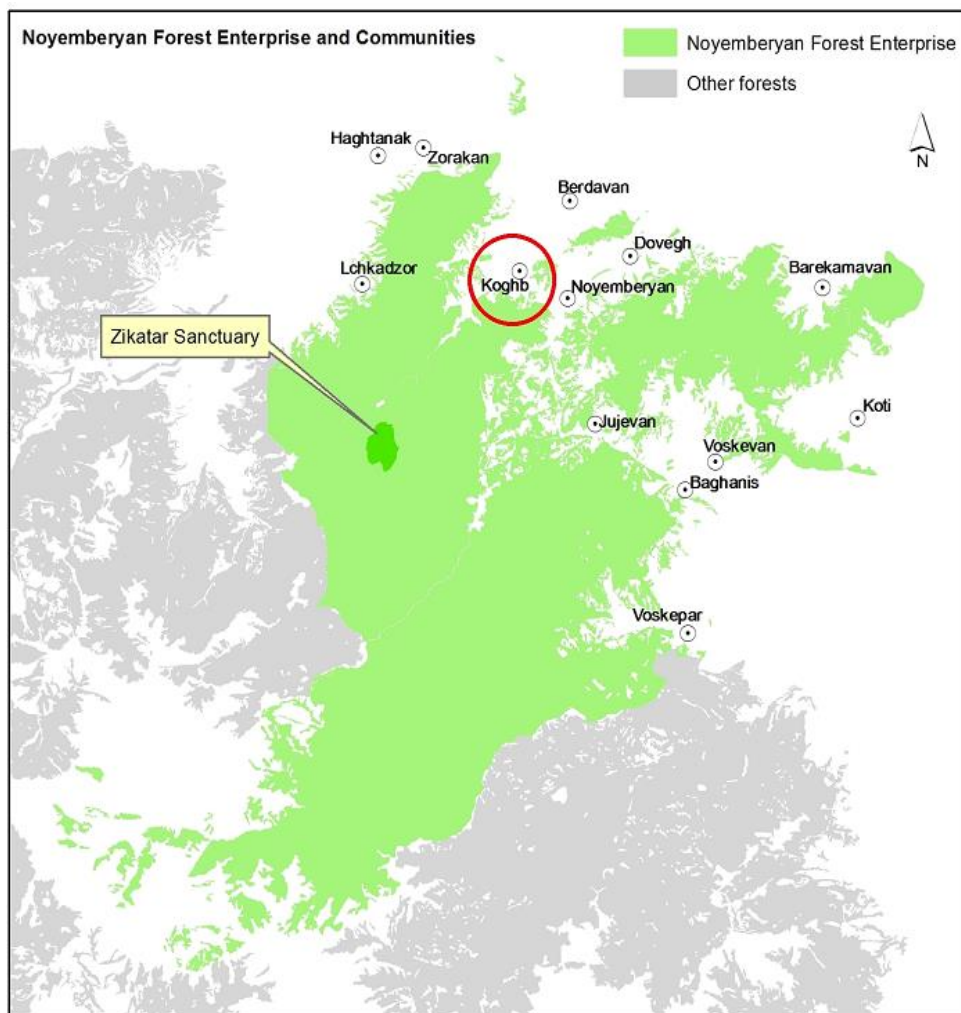 Noyemberyan Forest Enterprise and Communities
Noyemberyan Forest Enterprise
Other forests
N
Haghtanak
Zorakan
Berdavan
Dovegh
Lchkadzor
Koghb
Noyemberyan
Barekamavan
Zikatar Sanctuary
Koti
Jujevan
Voskevan
Baghanis
Voskepar